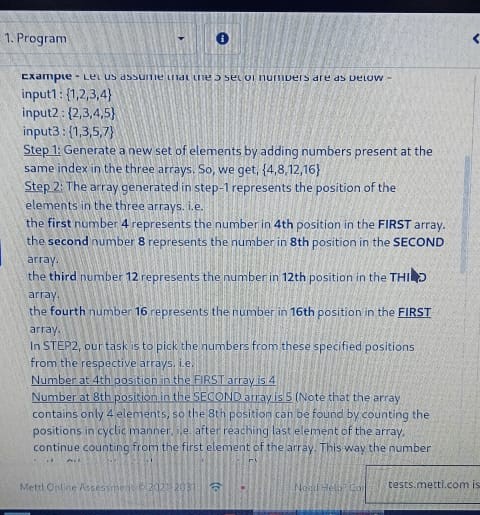 1. Program
Example - Let us assume that the 3 set of numbers are as below -
input1 : {1,2,3,4}
input2 : {2,3,4,5}
input3 : {1,3,5,7}
Step 1: Generate a new set of elements by adding numbers present at the
same index in the three arrays. So, we get, {4,8,12,16}
Step 2: The array generated in step-1 represents the position of the
elements in the three arrays. i.e.
the first number 4 represents the number in 4th position in the FIRST array.
the second number 8 represents the number in 8th position in the SECOND
array.
the third number 12 represents the number in 12th position in the THIRD
array.
the fourth number 16 represents the number in 16th position in the FIRST
array.
In STEP2, our task is to pick the numbers from these specified positions
from the respective arrays. i.e.
Number at 4th position in the FIRST array is 4
Number at 8th position in the SECOND array is 5 (Note that the array
contains only 4 elements, so the 8th position can be found by counting the
positions in cyclic manner, i.e. after reaching last element of the array,
continue counting from the first element of the array. This way the number
Mettl Online Assessment © 2021-2031
Need Help?
tests.mettl.com is